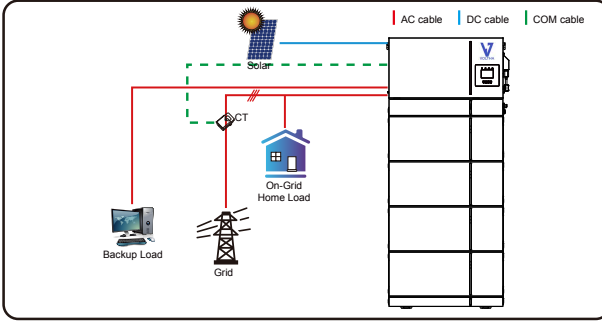 AC cable
DC cable
COM cable
Solar
CT
On-Grid
Home Load
Backup Load
Grid